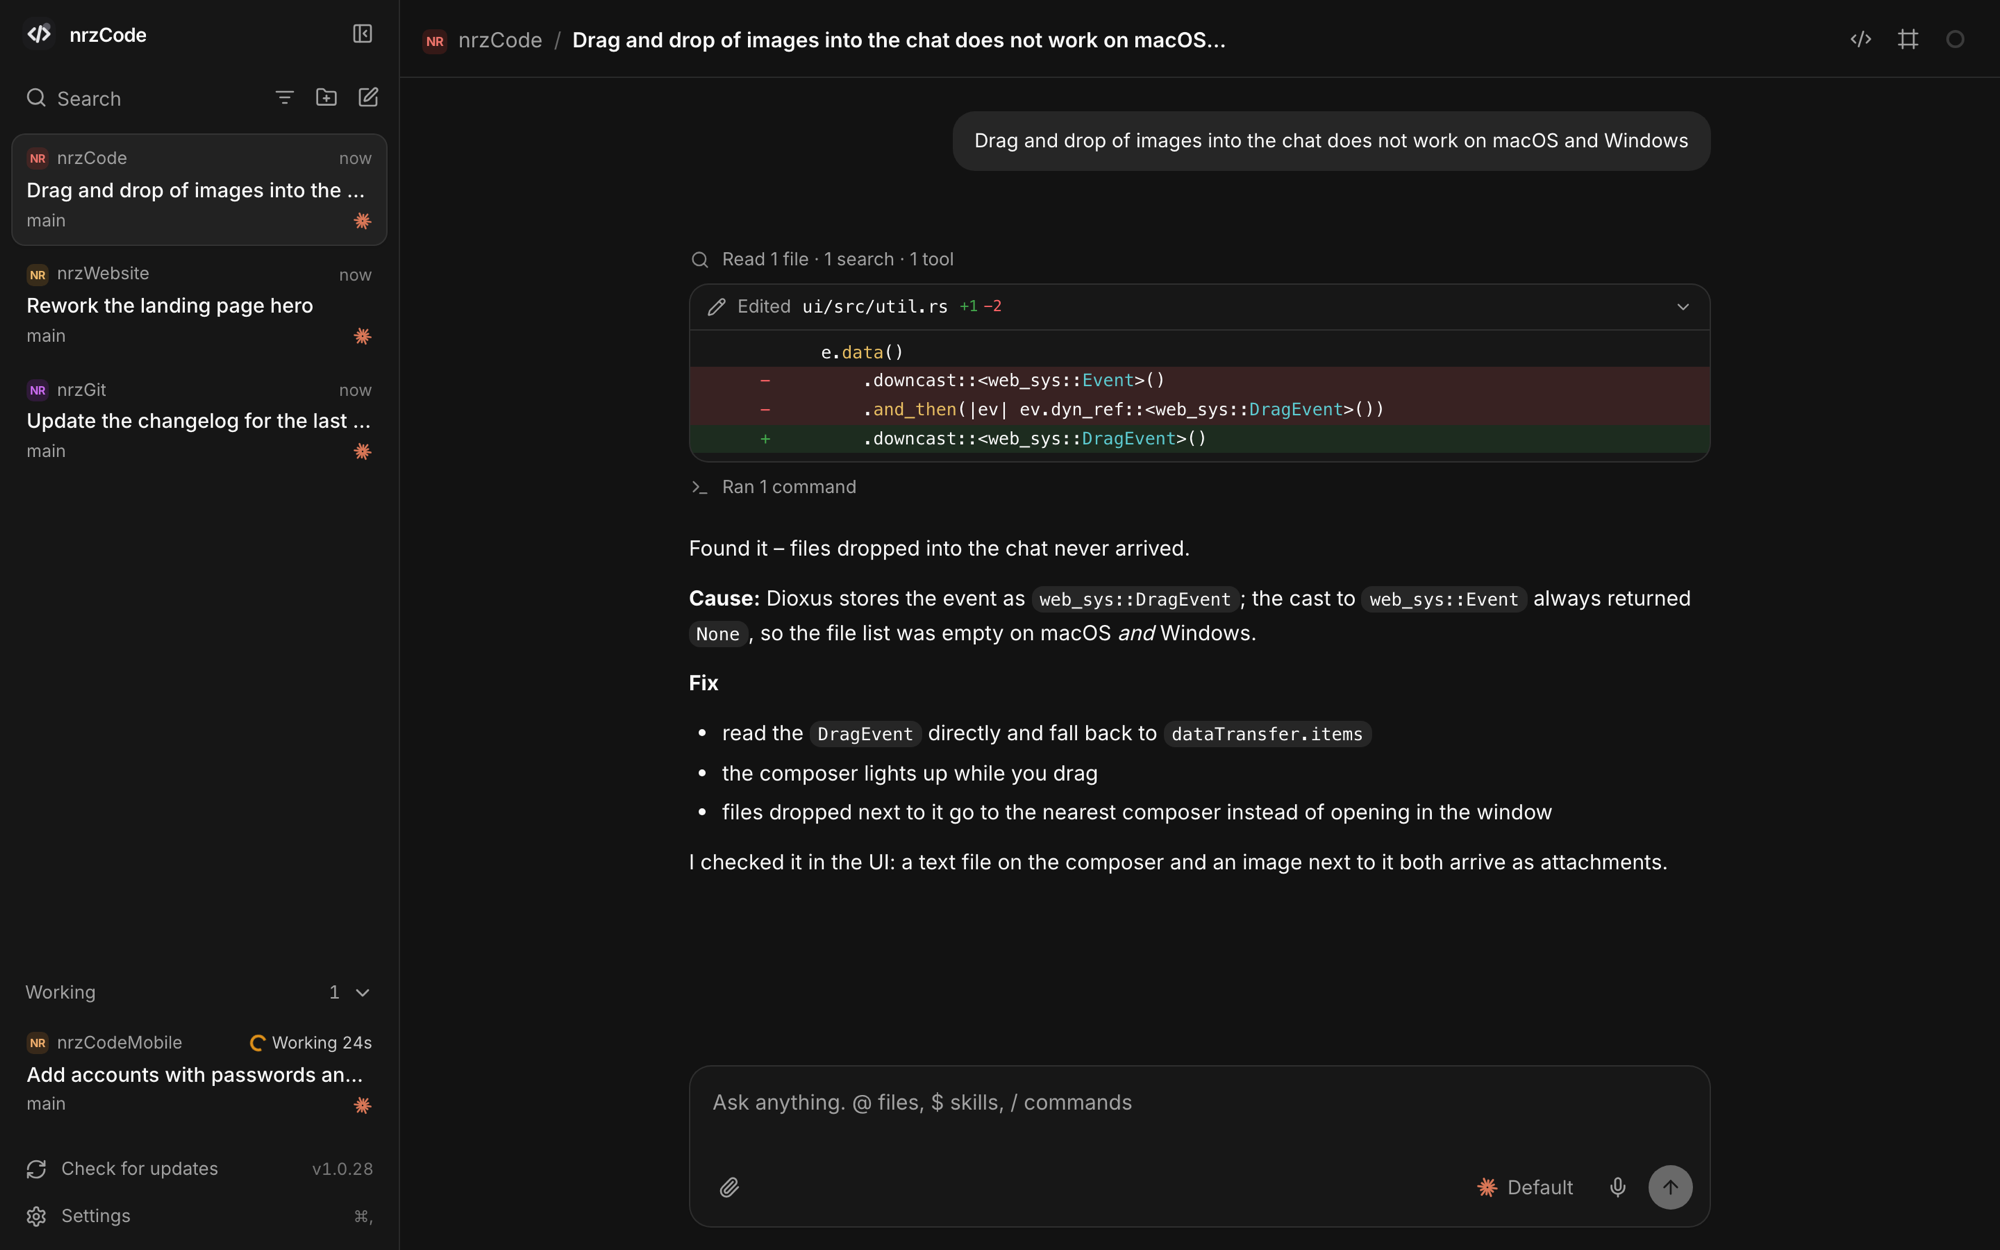 nrzCode
Search
NR nrzCode now
Drag and drop of images into the ...
main
NR nrzWebsite now
Rework the landing page hero
main
NR nrzGit now
Update the changelog for the last ...
main
Working 1
NR nrzCodeMobile Working 24s
Add accounts with passwords an...
main
Check for updates v1.0.28
Settings ⌘,
NR nrzCode / Drag and drop of images into the chat does not work on macOS...
Drag and drop of images into the chat does not work on macOS and Windows
Read 1 file · 1 search · 1 tool
Edited ui/src/util.rs +1 −2
e.data()
− .downcast::<web_sys::Event>()
− .and_then(|ev| ev.dyn_ref::<web_sys::DragEvent>())
+ .downcast::<web_sys::DragEvent>()
Ran 1 command
Found it – files dropped into the chat never arrived.
Cause: Dioxus stores the event as web_sys::DragEvent; the cast to web_sys::Event always returned
None, so the file list was empty on macOS and Windows.
Fix
• read the DragEvent directly and fall back to dataTransfer.items
• the composer lights up while you drag
• files dropped next to it go to the nearest composer instead of opening in the window
I checked it in the UI: a text file on the composer and an image next to it both arrive as attachments.
Ask anything. @ files, $ skills, / commands
Default